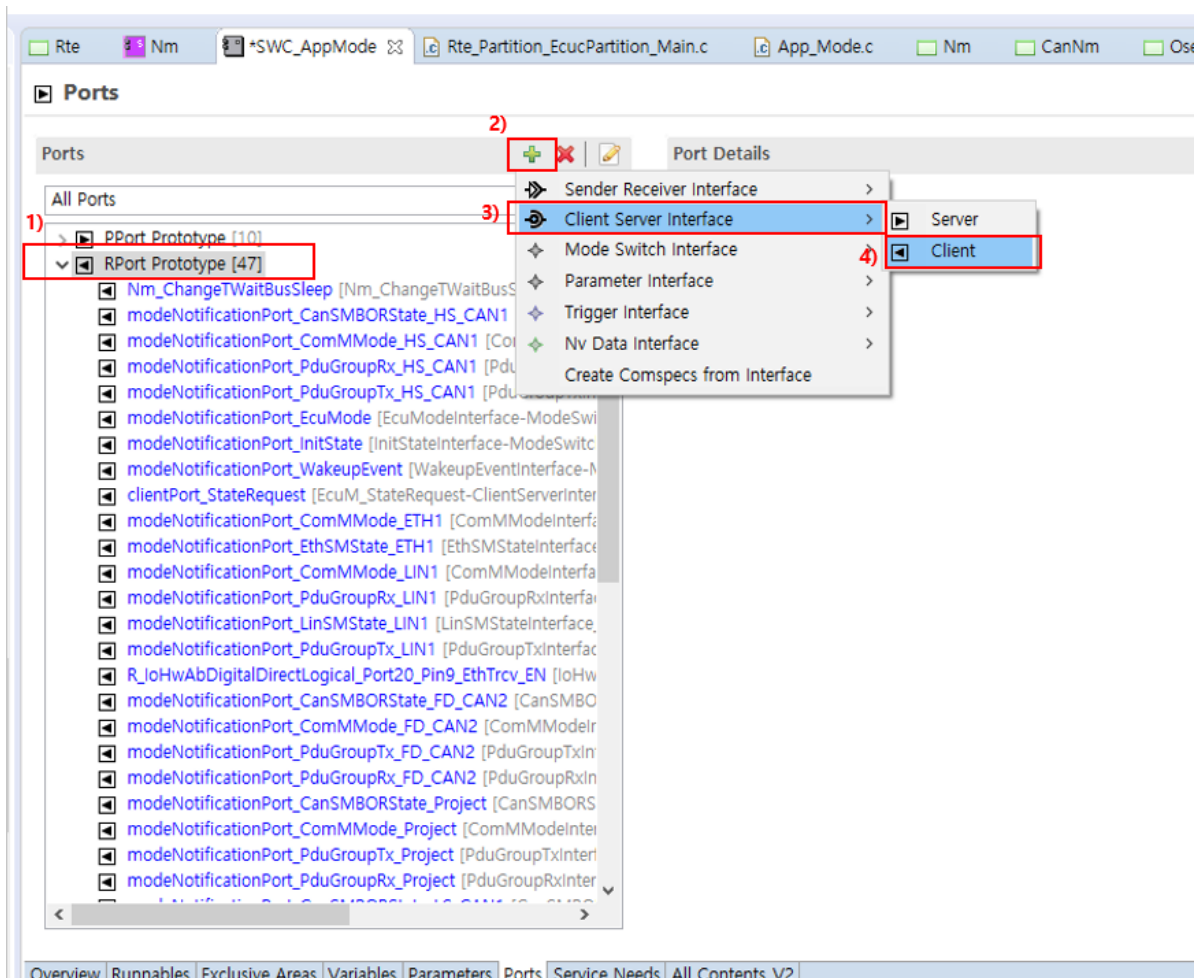 Rte Nm *SWC_AppMode Rte_Partition_EcucPartition_Main.c App_Mode.c Nm CanNm Ose
Ports
2)
Ports Port Details
All Ports
Sender Receiver Interface
1)
3)
Client Server Interface
Server
PPort Prototype [10]
RPort Prototype [47]
Mode Switch Interface
4)
Client
Nm_ChangeTWaitBusSleep [Nm_ChangeTWaitBusS
Parameter Interface
modeNotificationPort_CanSMBORState_HS_CAN1
Trigger Interface
modeNotificationPort_ComMMode_HS_CAN1 [Co
Nv Data Interface
modeNotificationPort_PduGroupRx_HS_CAN1 [Pdu
Create Comspecs from Interface
modeNotificationPort_PduGroupTx_HS_CAN1
modeNotificationPort_EcuMode [EcuModeInterface-ModeSwi
modeNotificationPort_InitState [InitStateInterface-ModeSwitc
modeNotificationPort_WakeupEvent [WakeupEventInterface-
clientPort_StateRequest [EcuM_StateRequest-ClientServerInter
modeNotificationPort_ComMMode_ETH1 [ComMModeInterfa
modeNotificationPort_EthSMState_ETH1 [EthSMStateInterface
modeNotificationPort_ComMMode_LIN1 [ComMModeInterfa
modeNotificationPort_PduGroupRx_LIN1 [PduGroupRxInterfa
modeNotificationPort_LinSMState_LIN1 [LinSMStateInterface_
modeNotificationPort_PduGroupTx_LIN1 [PduGroupTxInterfac
R_IoHwAbDigitalDirectLogical_Port20_Pin9_EthTrcv_EN [IoHw
modeNotificationPort_CanSMBORState_FD_CAN2 [CanSMBO
modeNotificationPort_ComMMode_FD_CAN2 [ComMModeIr
modeNotificationPort_PduGroupTx_FD_CAN2 [PduGroupTxIn
modeNotificationPort_PduGroupRx_FD_CAN2 [PduGroupRxIn
modeNotificationPort_CanSMBORState_Project [CanSMBORS
modeNotificationPort_ComMMode_Project [ComMModeInter
modeNotificationPort_PduGroupTx_Project [PduGroupTxInterf
modeNotificationPort_PduGroupRx_Project [PduGroupRxInter
Overview Runnables Exclusive Areas Variables Parameters Ports Service Needs All Contents V2